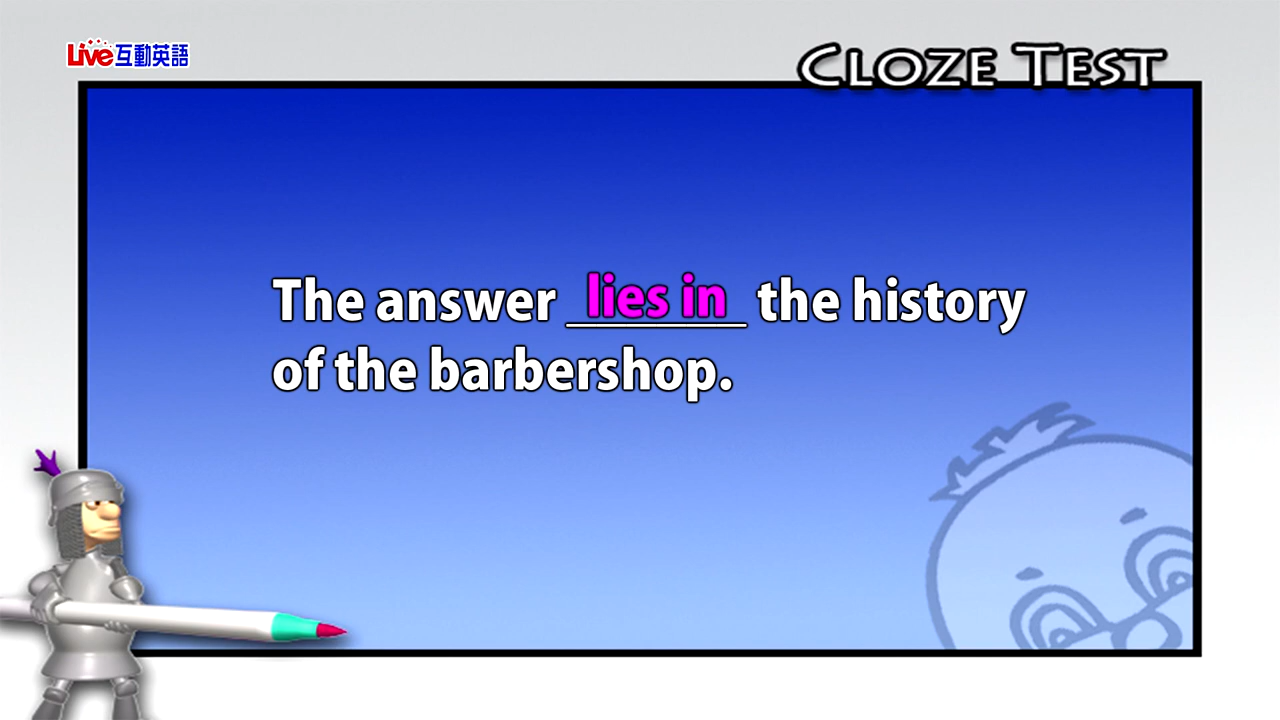 Live互動英語
CLOZE TEST
The answer lies in the history
of the barbershop.